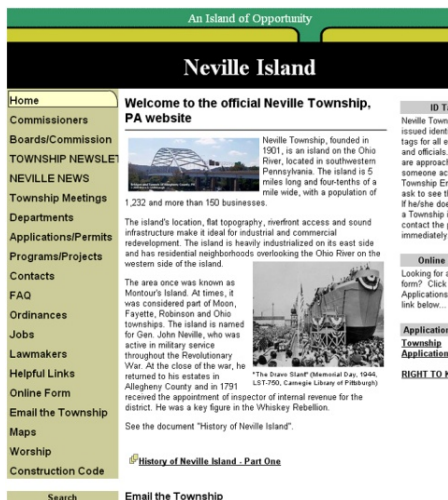 An Island of Opportunity
Neville Island
Home
Commissioners
Boards/Commission
TOWNSHIP NEWSLET
NEVILLE NEWS
Township Meetings
Departments
Applications/Permits
Programs/Projects
Contacts
FAQ
Ordinances
Jobs
Lawmakers
Helpful Links
Online Form
Email the Township
Maps
Worship
Construction Code
Search
Welcome to the official Neville Township,
PA website
Neville Township, founded in
1901, is an island on the Ohio
River, located in southwestern
Pennsylvania. The island is 5
miles long and four-tenths of a
mile wide, with a population of
1,232 and more than 150 businesses.
The island's location, flat topography, riverfront access and sound
infrastructure make it ideal for industrial and commercial
redevelopment. The island is heavily industrialized on its east side
and has residential neighborhoods overlooking the Ohio River on the
western side of the island.
The area once was known as
Montour's Island. At times, it
was considered part of Moon,
Fayette, Robinson and Ohio
townships. The island is named
for Gen. John Neville, who was
active in military service
throughout the Revolutionary
War. At the close of the war, he
returned to his estates in
Allegheny County and in 1791
received the appointment of inspector of internal revenue for the
district. He was a key figure in the Whiskey Rebellion.
"The Dravo Slant" (Memorial Day, 1944,
LST-750, Carnegie Library of Pittsburgh)
See the document "History of Neville Island".
History of Neville Island - Part One
Email the Township
ID T
Neville Town
issued identi
tags for all e
and officials.
are approach
someone ac
Township En
ask to see th
If he/she doe
a Township i
contact the p
immediately
Online
Looking for a
form? Click
Applications
link below...
Application
Township
Application
RIGHT TO K